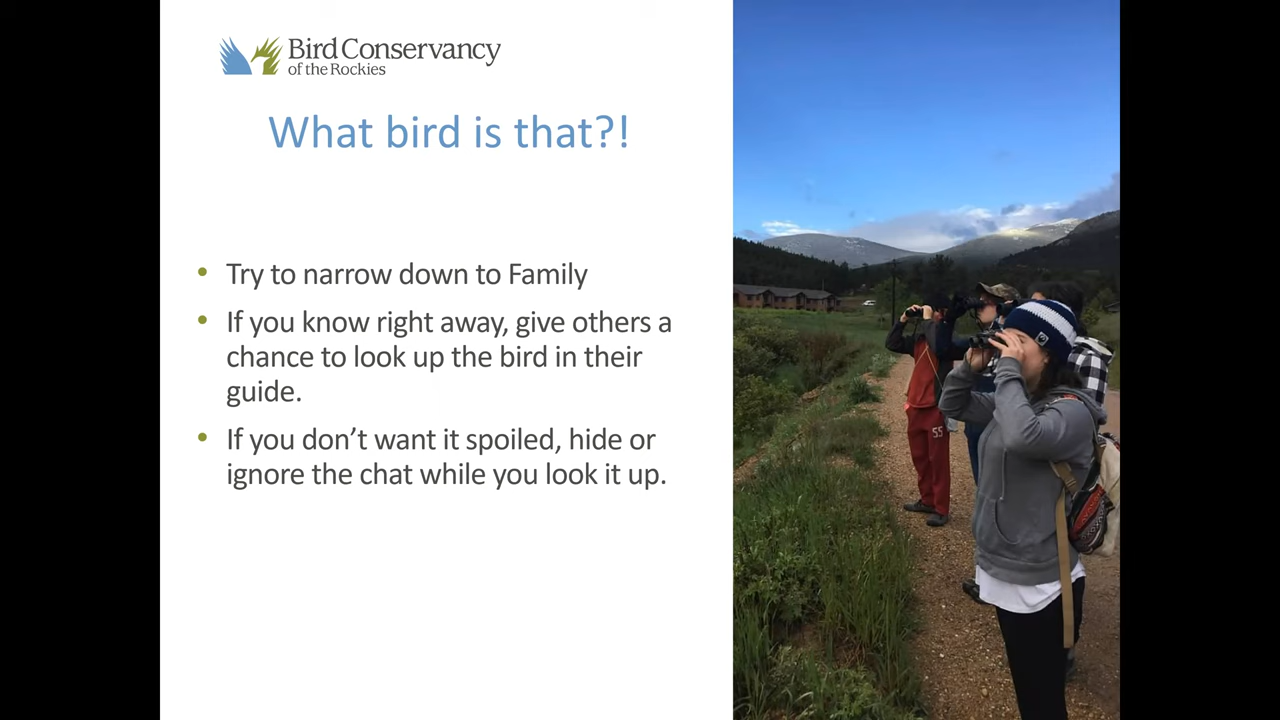 Bird Conservancy
of the Rockies
What bird is that?!
• Try to narrow down to Family
• If you know right away, give others a
chance to look up the bird in their
guide.
• If you don’t want it spoiled, hide or
ignore the chat while you look it up.
55